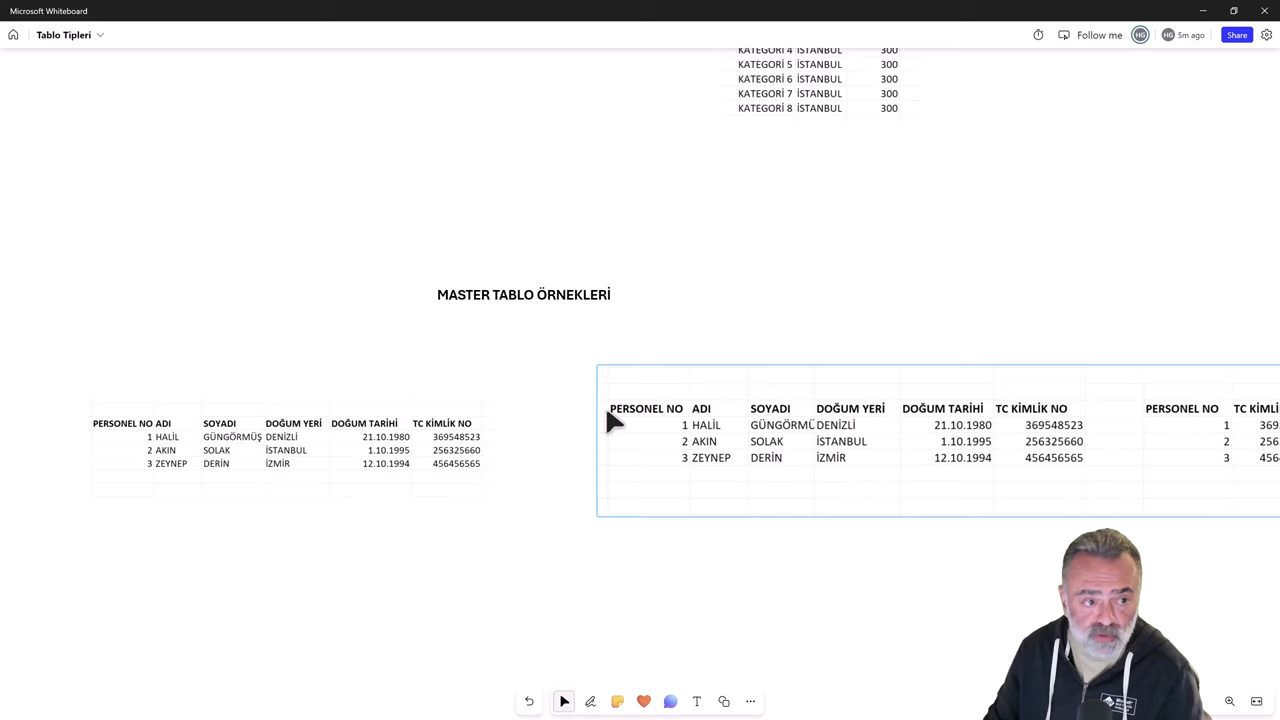 Microsoft Whiteboard
Tablo Tipleri
Follow me
HG
HG 5m ago
Share
KATEGORİ 4 İSTANBUL 300
KATEGORİ 5 İSTANBUL 300
KATEGORİ 6 İSTANBUL 300
KATEGORİ 7 İSTANBUL 300
KATEGORİ 8 İSTANBUL 300
MASTER TABLO ÖRNEKLERİ
PERSONEL NO ADI SOYADI DOĞUM YERİ DOĞUM TARİHİ TC KİMLİK NO
1 HALİL GÜNGÖRMÜŞ DENİZLİ 21.10.1980 369548523
2 AKIN SOLAK İSTANBUL 1.10.1995 256325660
3 ZEYNEP DERİN İZMİR 12.10.1994 456456565
PERSONEL NO ADI SOYADI DOĞUM YERİ DOĞUM TARİHİ TC KİMLİK NO PERSONEL NO TC KİMLİ
1 HALİL GÜNGÖRMÜ DENİZLİ 21.10.1980 369548523 1 369
2 AKIN SOLAK İSTANBUL 1.10.1995 256325660 2 256
3 ZEYNEP DERİN İZMİR 12.10.1994 456456565 3 456